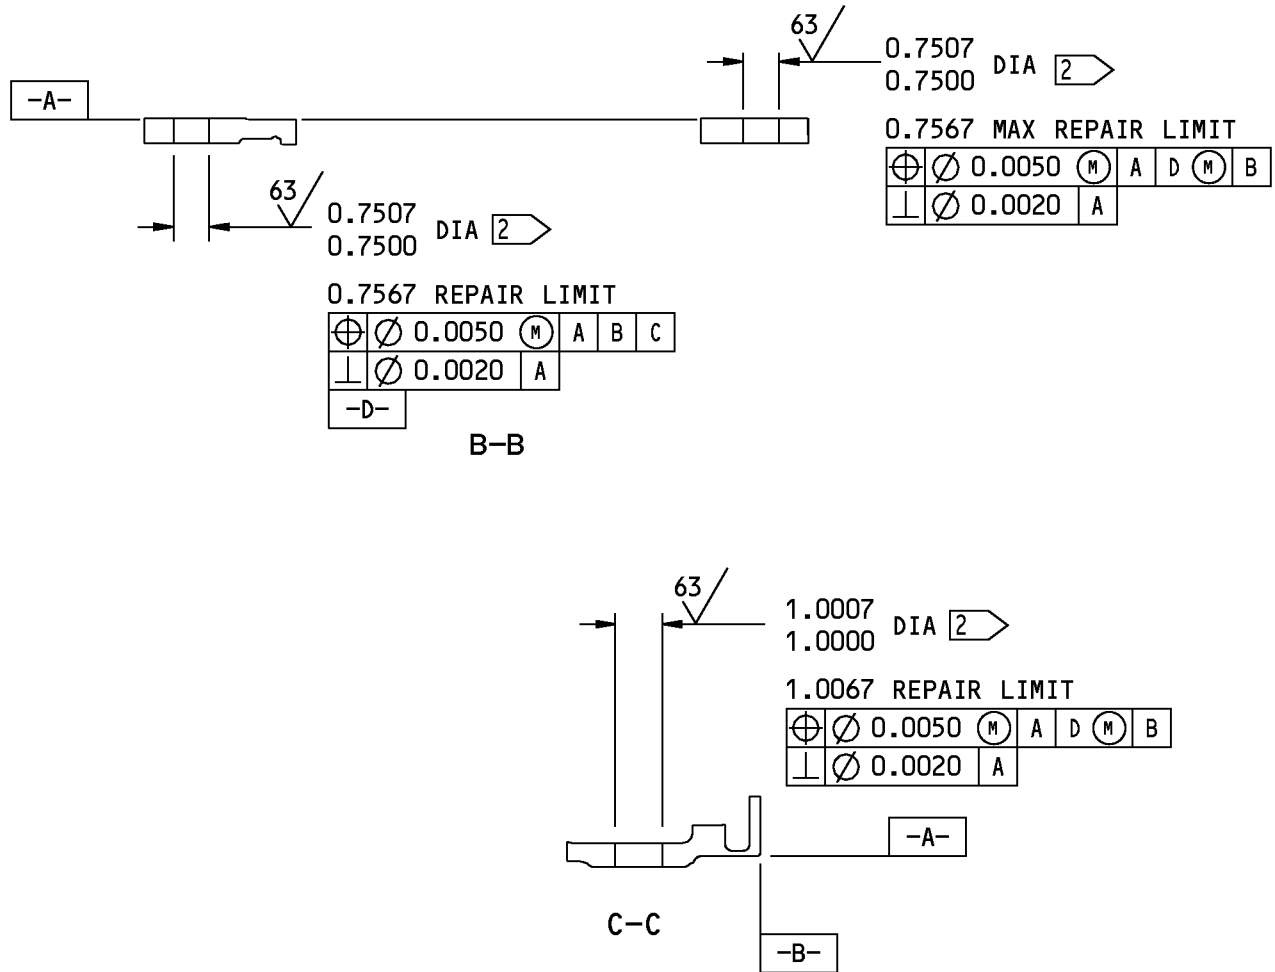 63
0.7507
0.7500 DIA 2
-A-
0.7567 MAX REPAIR LIMIT
⌖ ⌀ 0.0050 Ⓜ A D Ⓜ B
⊥ ⌀ 0.0020 A
63
0.7507
0.7500 DIA 2
0.7567 REPAIR LIMIT
⌖ ⌀ 0.0050 Ⓜ A B C
⊥ ⌀ 0.0020 A
-D-
B-B
63
1.0007
1.0000 DIA 2
1.0067 REPAIR LIMIT
⌖ ⌀ 0.0050 Ⓜ A D Ⓜ B
⊥ ⌀ 0.0020 A
-A-
C-C
-B-